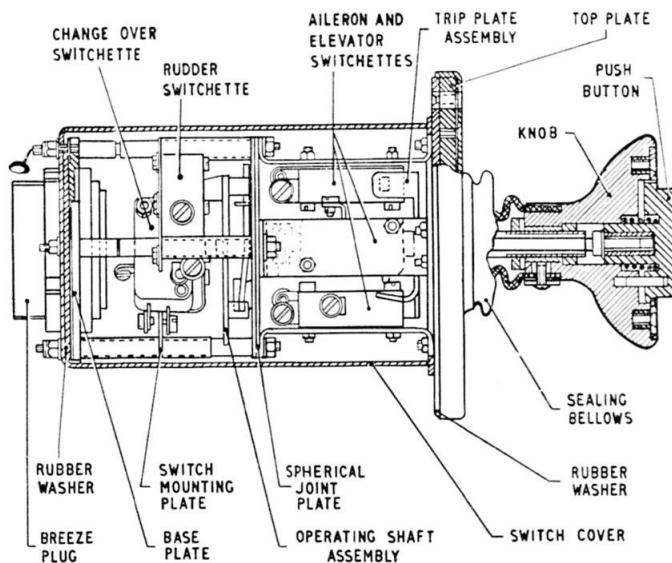 CHANGE OVER
SWITCHETTE
RUDDER
SWITCHETTE
AILERON AND
ELEVATOR
SWITCHETTES
TRIP PLATE
ASSEMBLY
TOP PLATE
PUSH
BUTTON
KNOB
SEALING
BELLOWS
RUBBER
WASHER
SWITCH
MOUNTING
PLATE
SPHERICAL
JOINT
PLATE
RUBBER
WASHER
BREEZE
PLUG
BASE
PLATE
OPERATING SHAFT
ASSEMBLY
SWITCH COVER